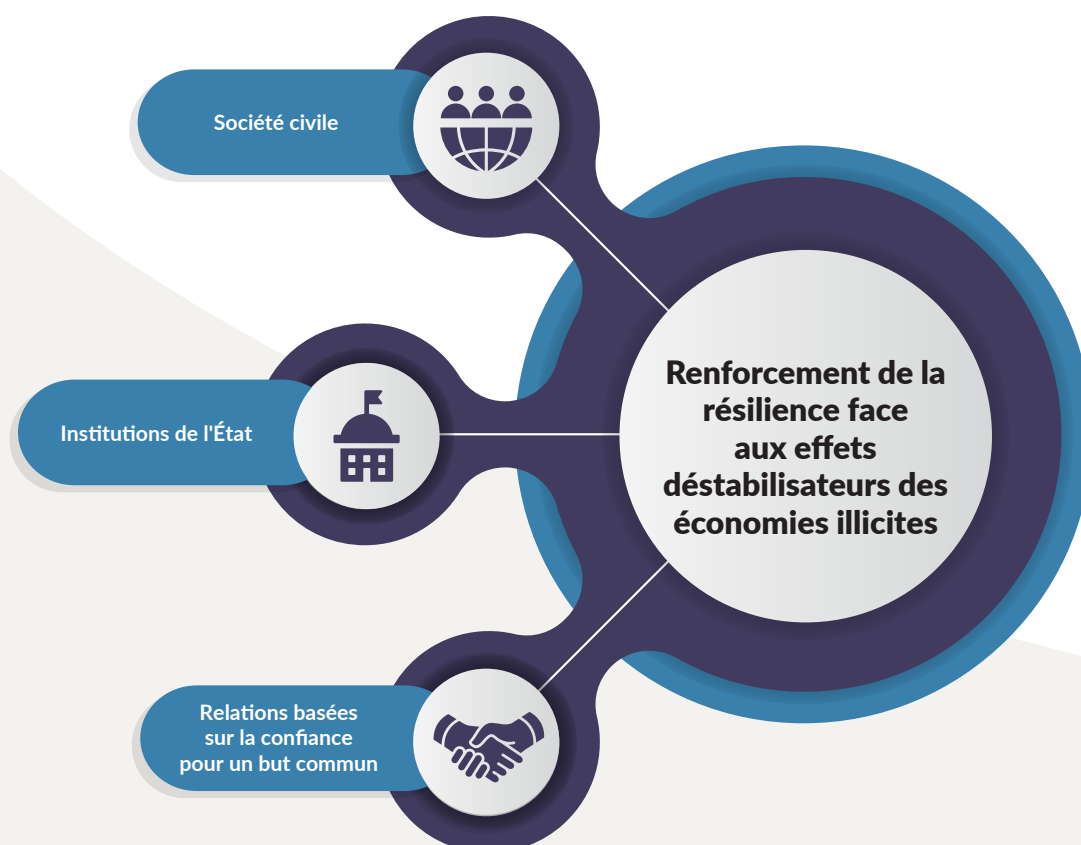 Société civile
Institutions de l'État
Relations basées
sur la confiance
pour un but commun
Renforcement de la
résilience face
aux effets
déstabilisateurs des
économies illicites